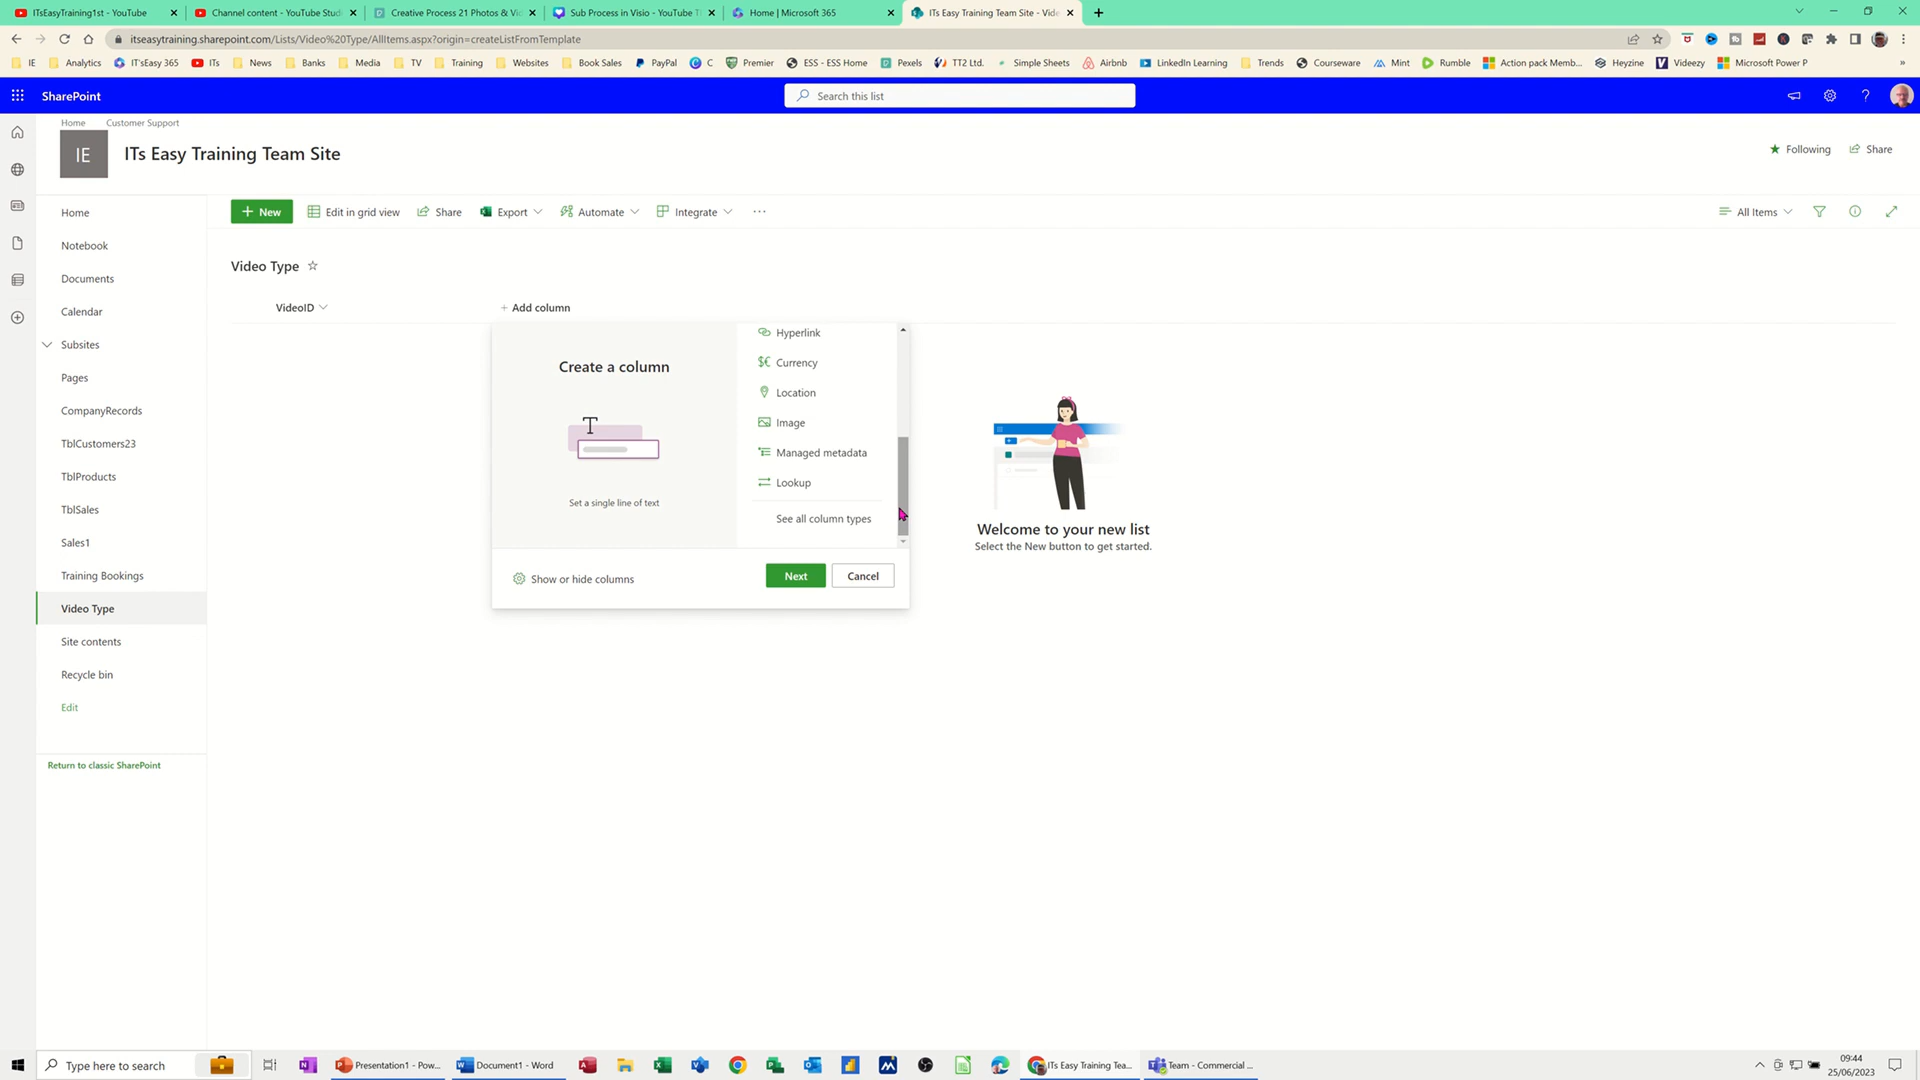 ITsEasyTraining1st - YouTube
Channel content - YouTube Stud
Creative Process 21 Photos & Vi
Sub Process in Visio - YouTube T
Home | Microsoft 365
ITs Easy Training Team Site - Vide
itseasytraining.sharepoint.com/Lists/Video%20Type/AllItems.aspx?origin=createListFromTemplate
IE
Analytics
IT'sEasy 365
ITs
News
Banks
Media
TV
Training
Websites
Book Sales
PayPal
C
Premier
ESS - ESS Home
Pexels
TT2 Ltd.
Simple Sheets
Airbnb
LinkedIn Learning
Trends
Courseware
Mint
Rumble
Action pack Memb...
Heyzine
Videezy
Microsoft Power P
»
SharePoint
Search this list
?
Home
Customer Support
IE
ITs Easy Training Team Site
Following
Share
Home
Notebook
Documents
Calendar
Subsites
Pages
CompanyRecords
TblCustomers23
TblProducts
TblSales
Sales1
Training Bookings
Video Type
Site contents
Recycle bin
Edit
Return to classic SharePoint
+ New
Edit in grid view
Share
Export
Automate
Integrate
...
All Items
Video Type
VideoID
+ Add column
Create a column
T
Set a single line of text
Hyperlink
Currency
Location
Image
Managed metadata
Lookup
See all column types
Show or hide columns
Next
Cancel
Welcome to your new list
Select the New button to get started.
Type here to search
Presentation1 - Pow...
Document1 - Word
ITs Easy Training Tea...
Team - Commercial ...
09:44
25/06/2023